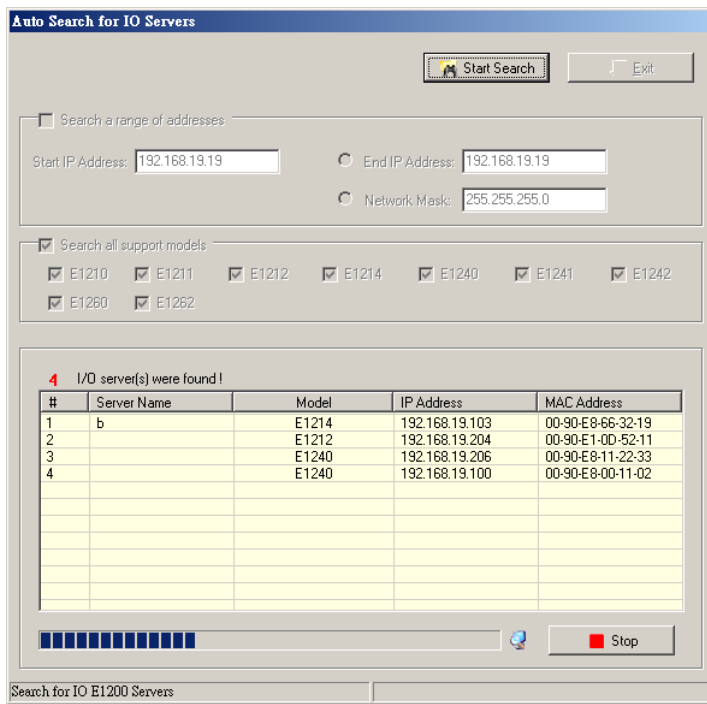 Auto Search for IO Servers
Start Search Exit
Search a range of addresses
Start IP Address: 192.168.19.19 End IP Address: 192.168.19.19
Network Mask: 255.255.255.0
Search all support models
E1210 E1211 E1212 E1214 E1240 E1241 E1242
E1260 E1262
4 I/O server(s) were found !
# Server Name Model IP Address MAC Address
1 b E1214 192.168.19.103 00-90-E8-66-32-19
2 E1212 192.168.19.204 00-90-E1-0D-52-11
3 E1240 192.168.19.206 00-90-E8-11-22-33
4 E1240 192.168.19.100 00-90-E8-00-11-02
Stop
Search for IO E1200 Servers